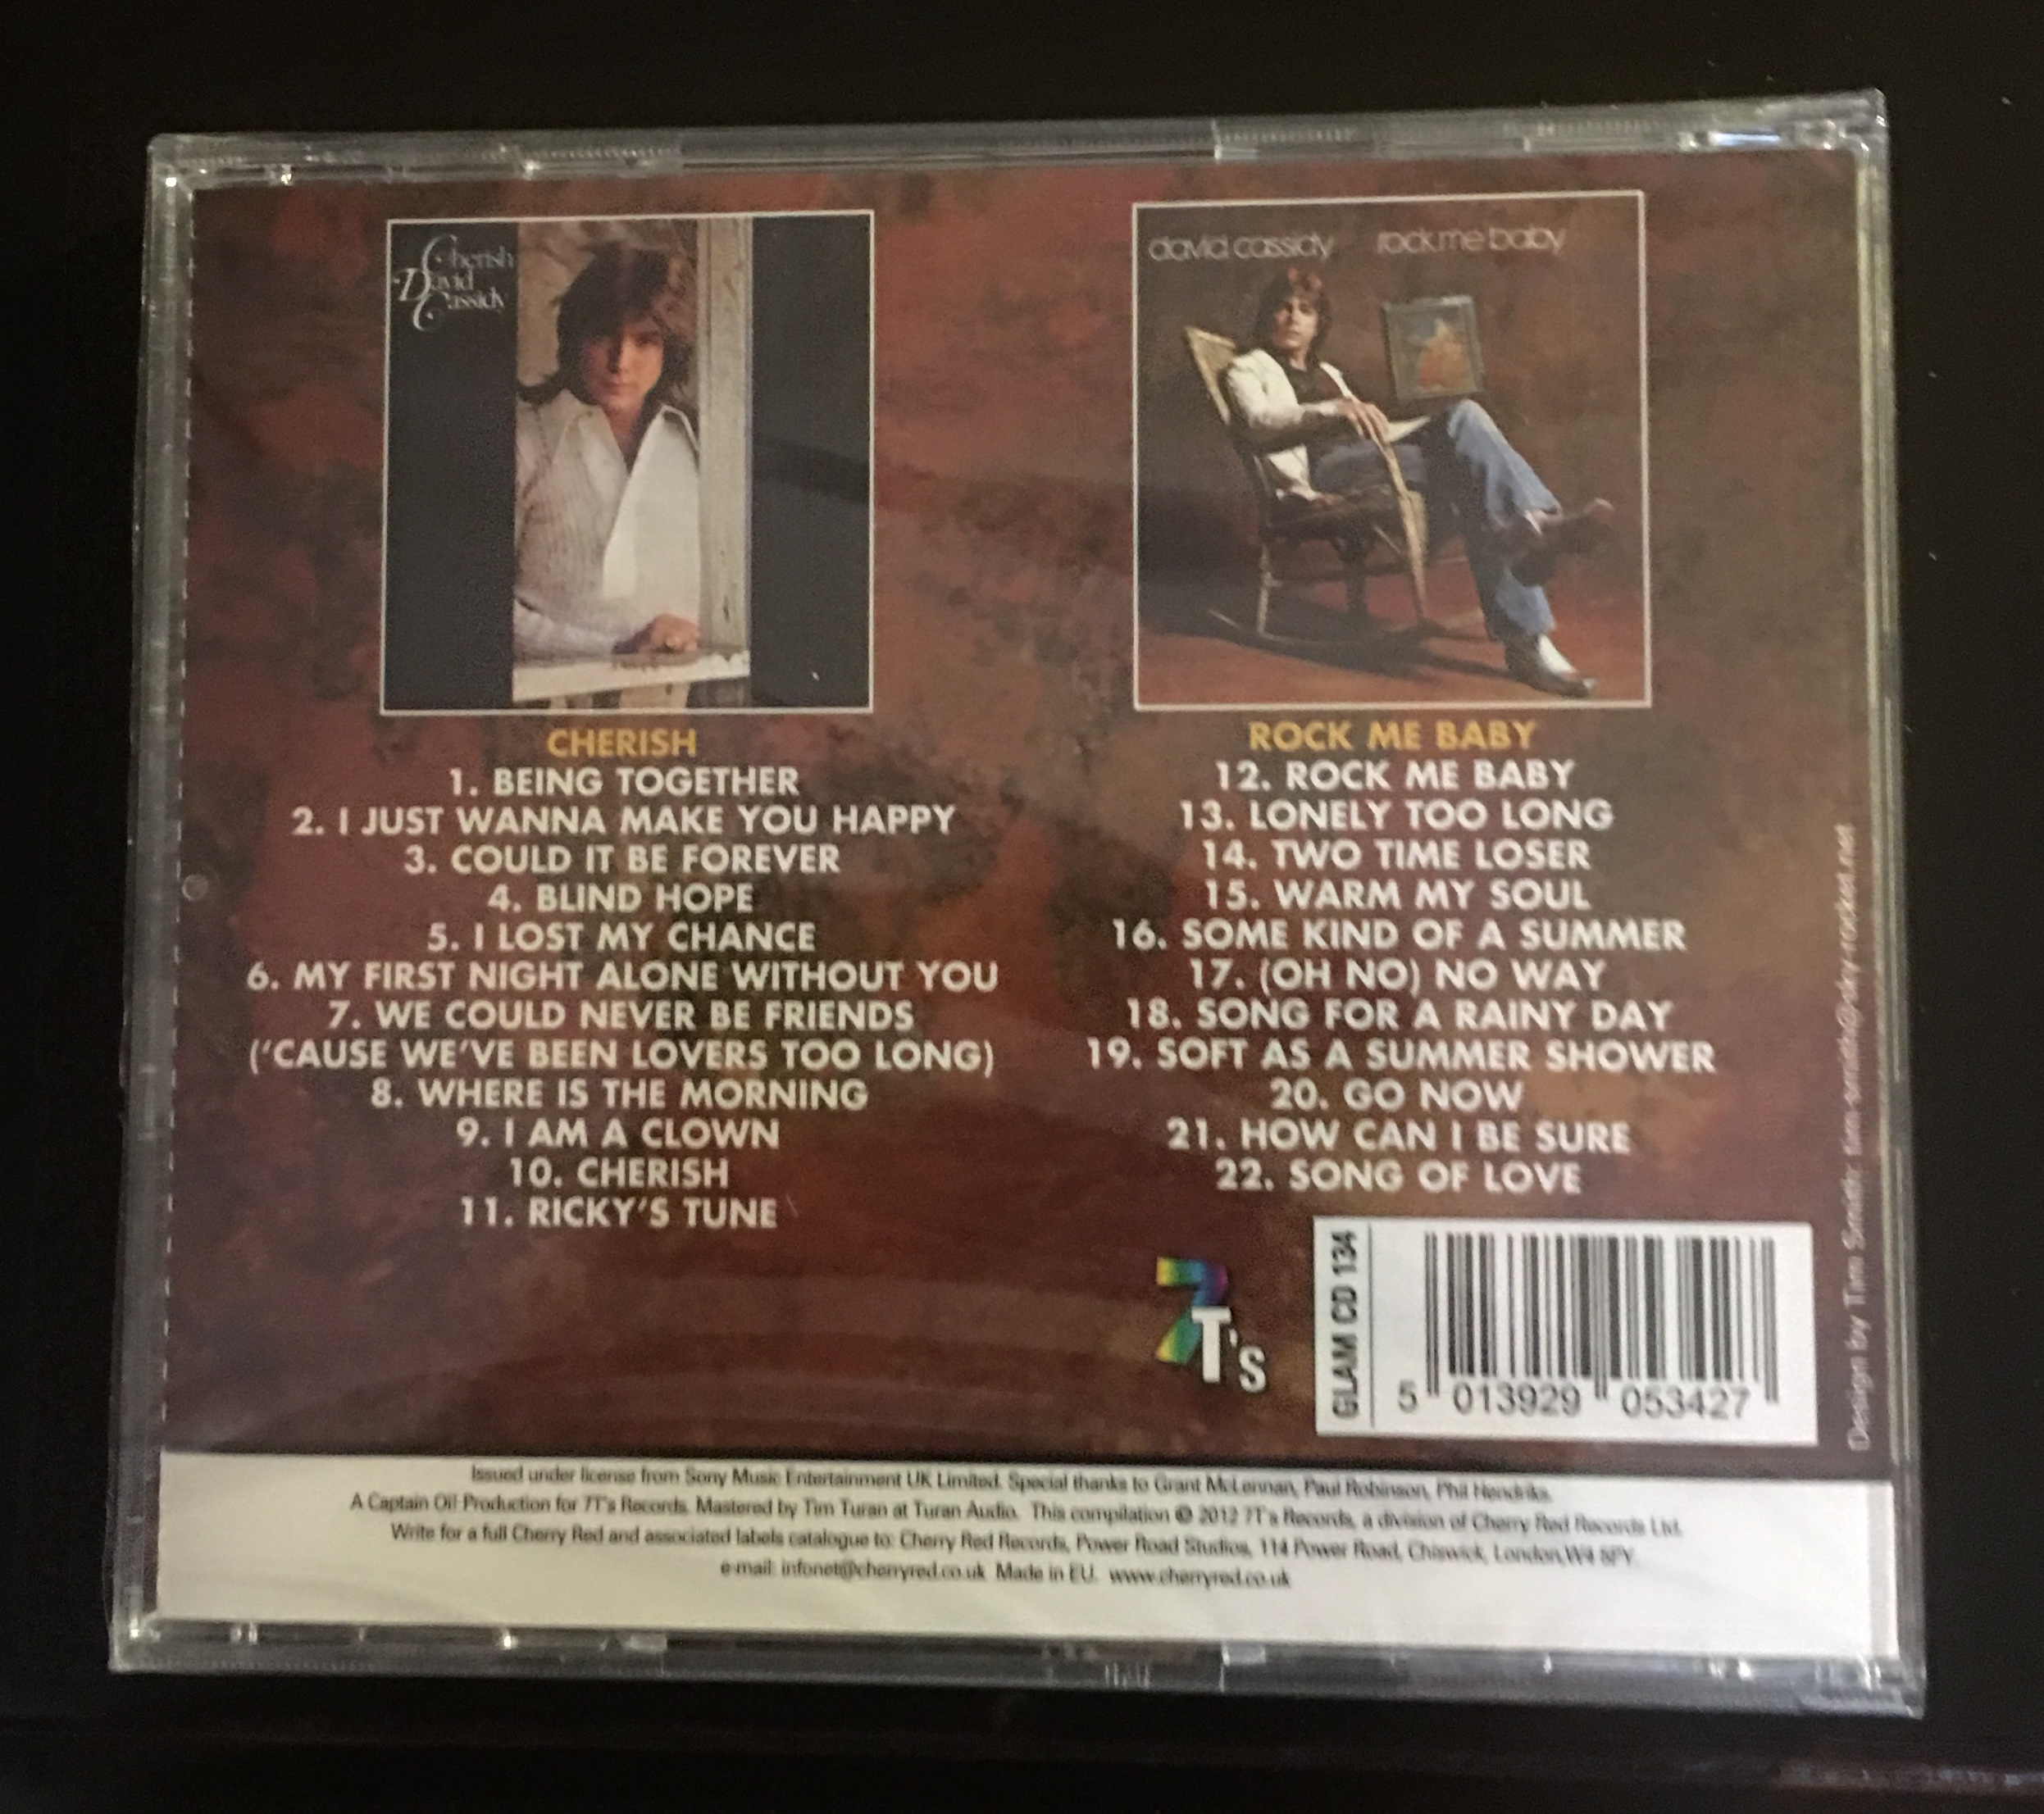 Cherish
David
Cassidy
david cassidy rock me baby
CHERISH
1. BEING TOGETHER
2. I JUST WANNA MAKE YOU HAPPY
3. COULD IT BE FOREVER
4. BLIND HOPE
5. I LOST MY CHANCE
6. MY FIRST NIGHT ALONE WITHOUT YOU
7. WE COULD NEVER BE FRIENDS
('CAUSE WE'VE BEEN LOVERS TOO LONG)
8. WHERE IS THE MORNING
9. I AM A CLOWN
10. CHERISH
11. RICKY'S TUNE
ROCK ME BABY
12. ROCK ME BABY
13. LONELY TOO LONG
14. TWO TIME LOSER
15. WARM MY SOUL
16. SOME KIND OF A SUMMER
17. (OH NO) NO WAY
18. SONG FOR A RAINY DAY
19. SOFT AS A SUMMER SHOWER
20. GO NOW
21. HOW CAN I BE SURE
22. SONG OF LOVE
7T's
GLAM CD 134
5 013929 053427
Design by Tim Smith: tim.smith@sky-rocket.net
Issued under license from Sony Music Entertainment UK Limited. Special thanks to Grant McLennan, Paul Robinson, Phil Hendriks.
A Captain Oi! Production for 7T's Records. Mastered by Tim Turan at Turan Audio. This compilation © 2012 7T's Records, a division of Cherry Red Records Ltd.
Write for a full Cherry Red and associated labels catalogue to: Cherry Red Records, Power Road Studios, 114 Power Road, Chiswick, London, W4 5PY.
e-mail: infonet@cherryred.co.uk Made in EU. www.cherryred.co.uk